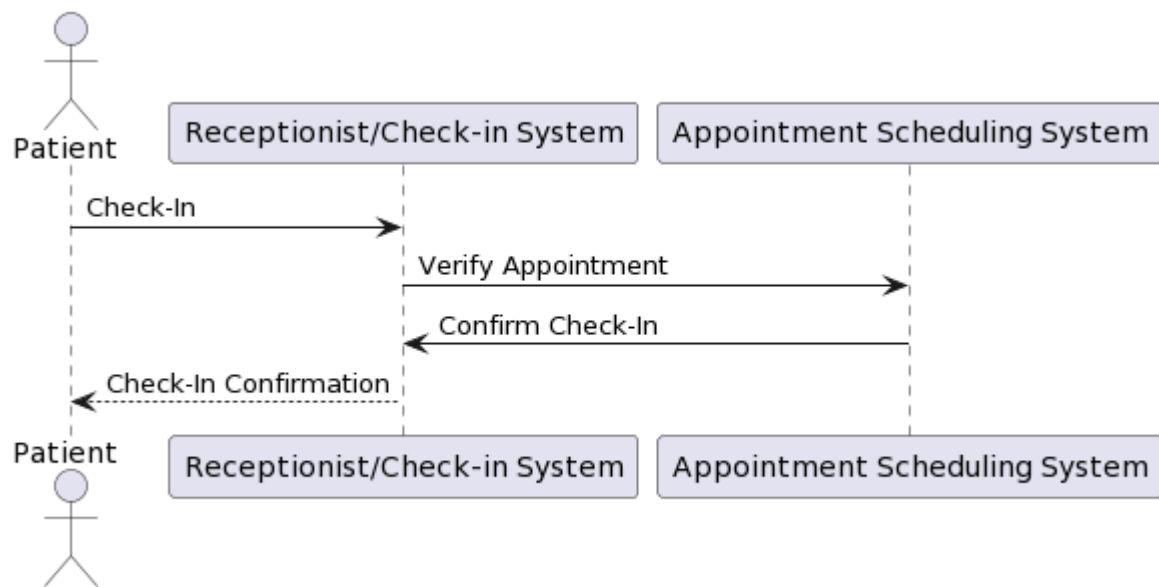 Patient
Receptionist/Check-in System
Appointment Scheduling System
Check-In
Verify Appointment
Confirm Check-In
Check-In Confirmation
Patient
Receptionist/Check-in System
Appointment Scheduling System